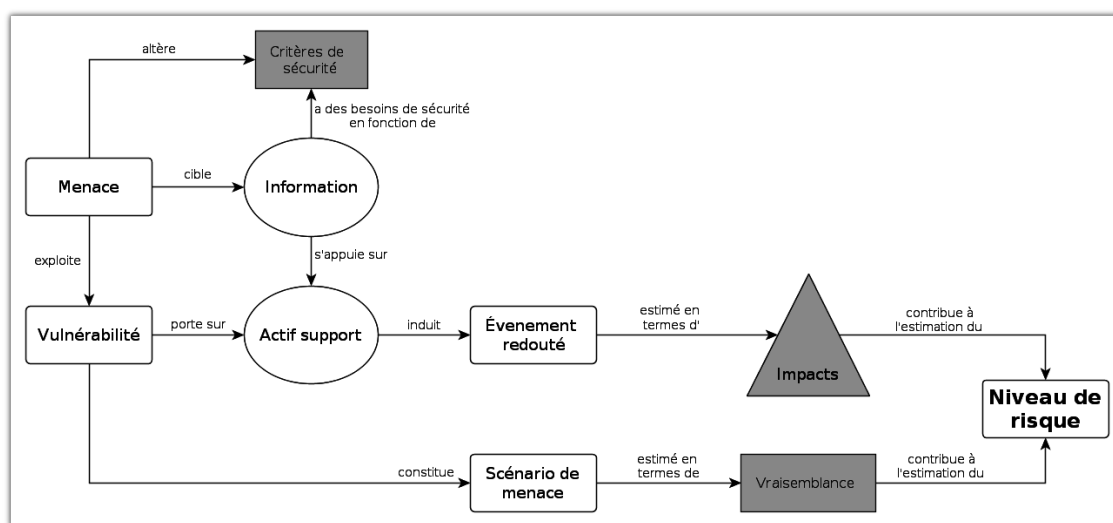 altère
Critères de
sécurité
a des besoins de sécurité
en fonction de
Menace
cible
Information
exploite
s'appuie sur
Vulnérabilité
porte sur
Actif support
induit
Évenement
redouté
estimé en
termes d'
Impacts
contribue à
l'estimation du
Niveau de
risque
constitue
Scénario de
menace
estimé en
termes de
Vraisemblance
contribue à
l'estimation du